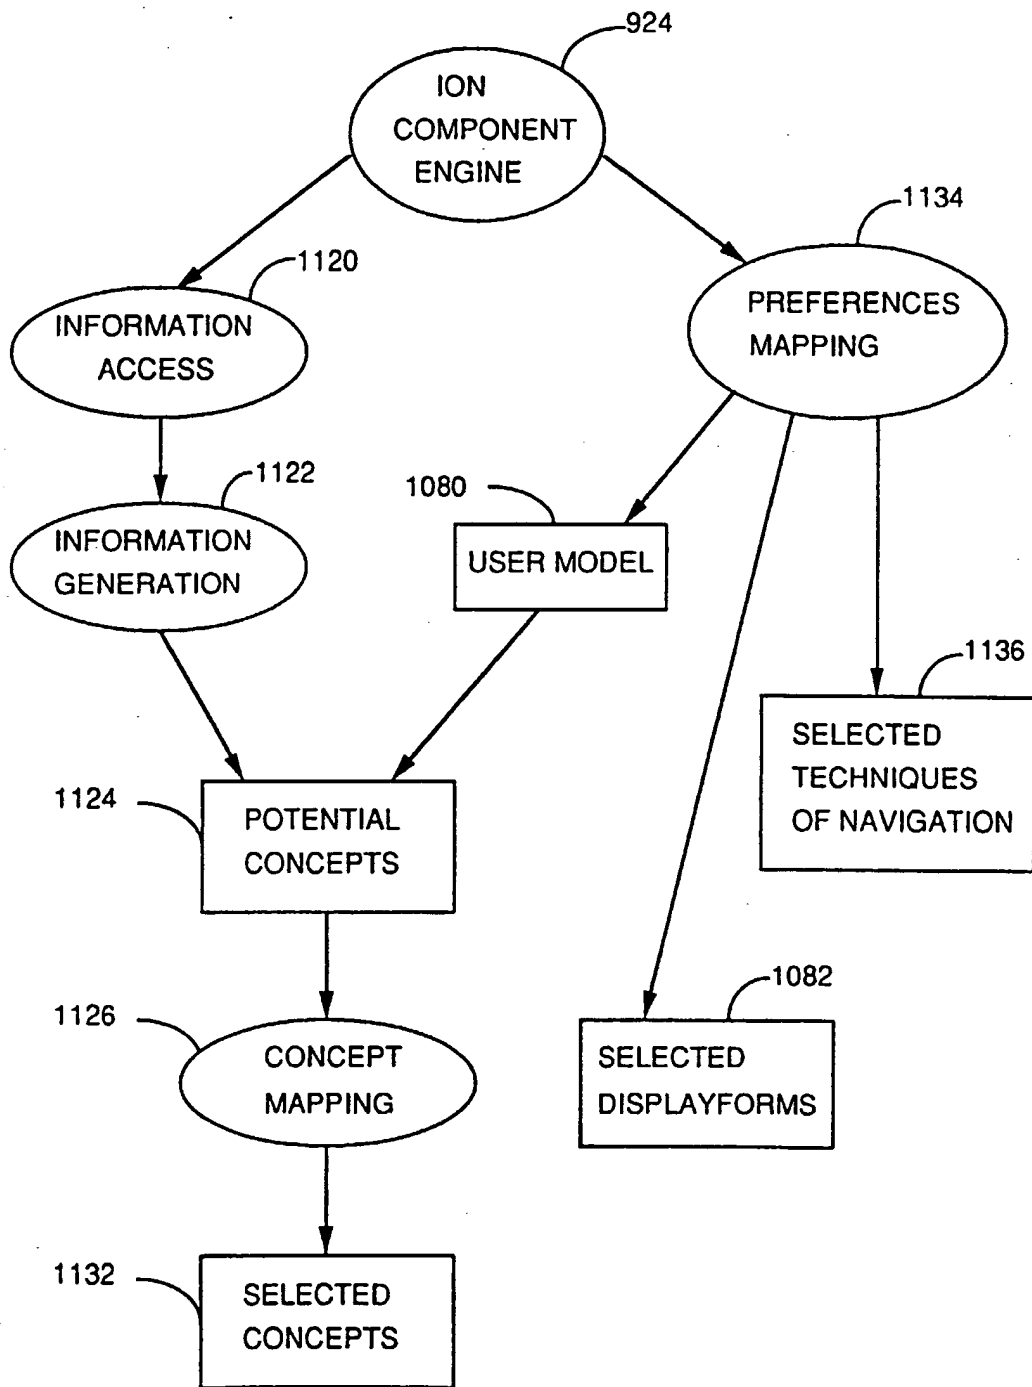 924
ION
COMPONENT
ENGINE
1134
PREFERENCES
MAPPING
1120
INFORMATION
ACCESS
1122
INFORMATION
GENERATION
1080
USER MODEL
1136
SELECTED
TECHNIQUES
OF NAVIGATION
1124
POTENTIAL
CONCEPTS
1082
SELECTED
DISPLAYFORMS
1126
CONCEPT
MAPPING
1132
SELECTED
CONCEPTS